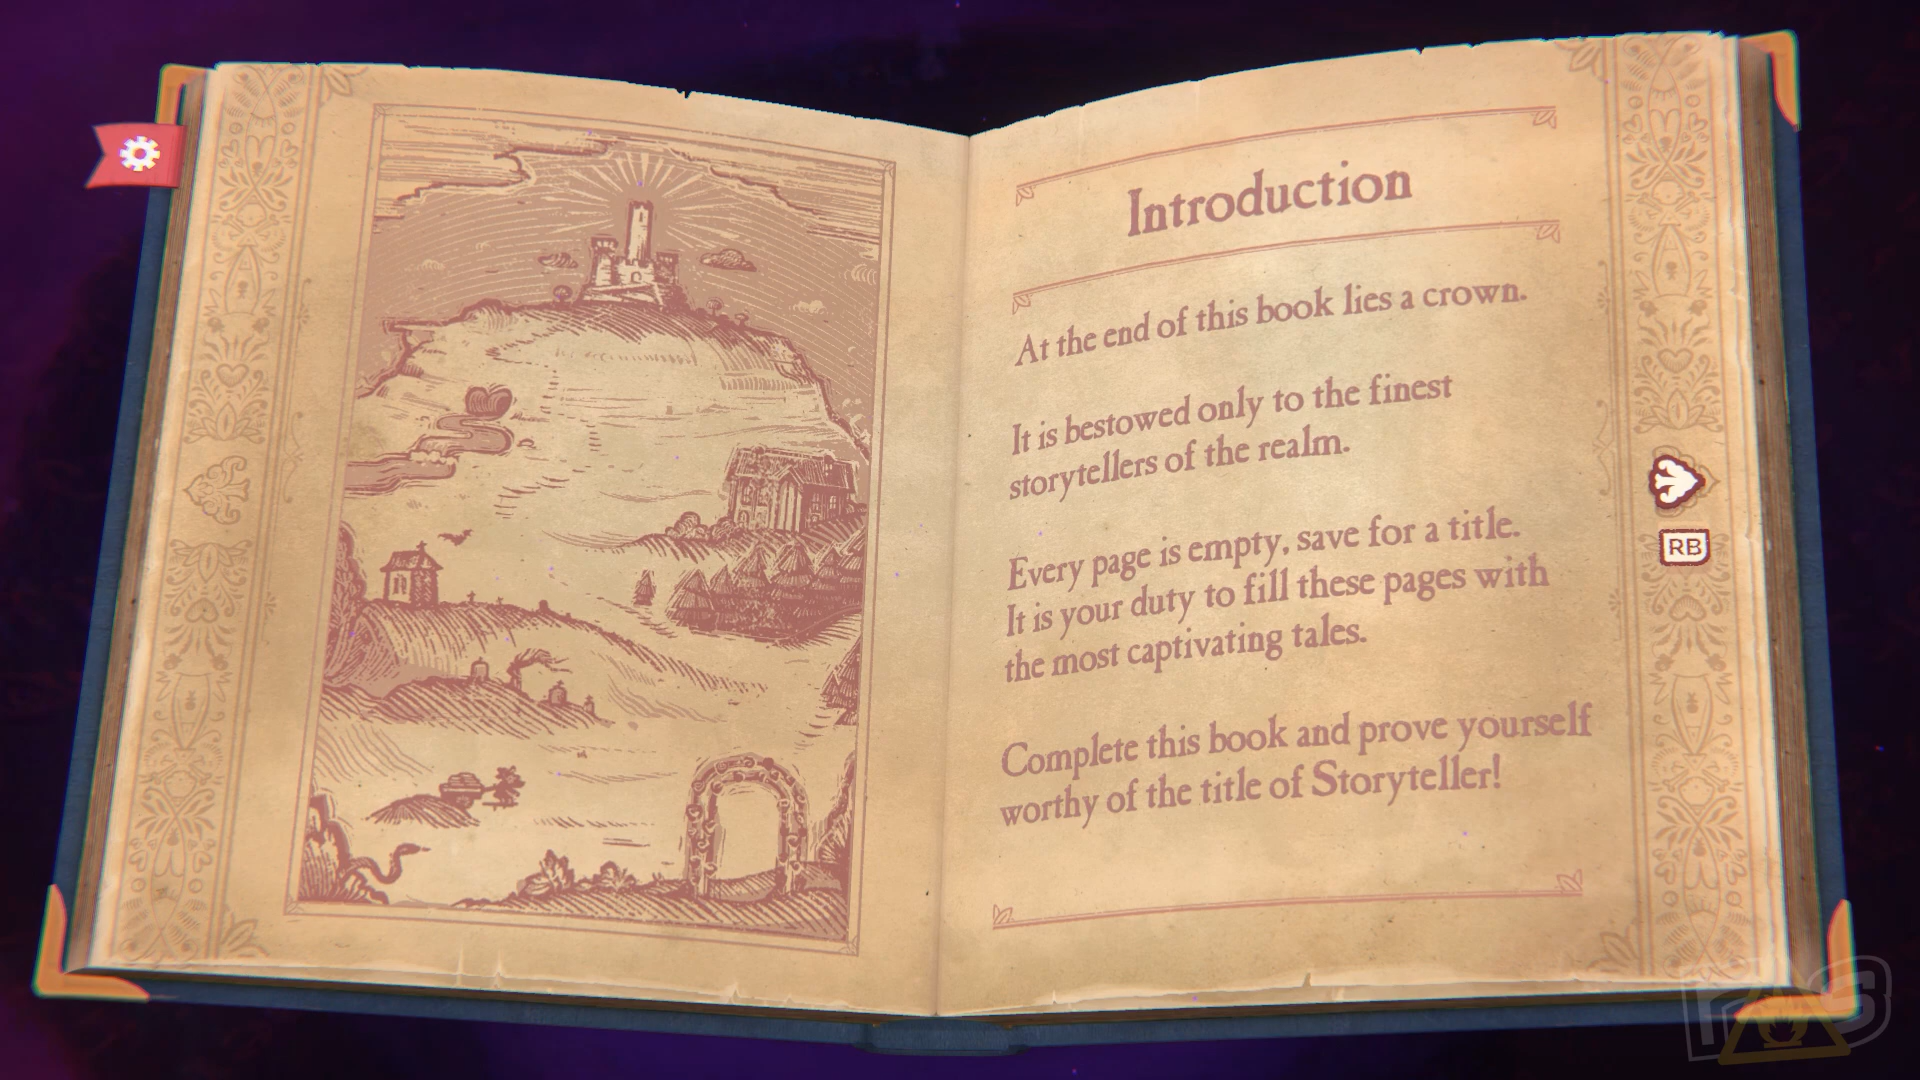 Introduction
At the end of this book lies a crown.
It is bestowed only to the finest
storytellers of the realm.
Every page is empty, save for a title.
It is your duty to fill these pages with
the most captivating tales.
Complete this book and prove yourself
worthy of the title of Storyteller!
RB